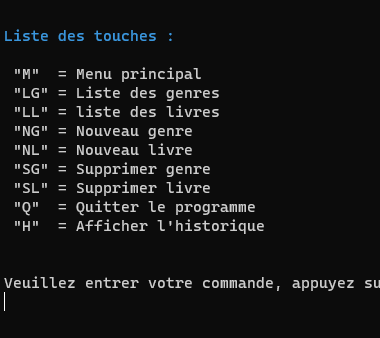 Liste des touches :
"M" = Menu principal
"LG" = Liste des genres
"LL" = liste des livres
"NG" = Nouveau genre
"NL" = Nouveau livre
"SG" = Supprimer genre
"SL" = Supprimer livre
"Q" = Quitter le programme
"H" = Afficher l'historique
Veuillez entrer votre commande, appuyez su